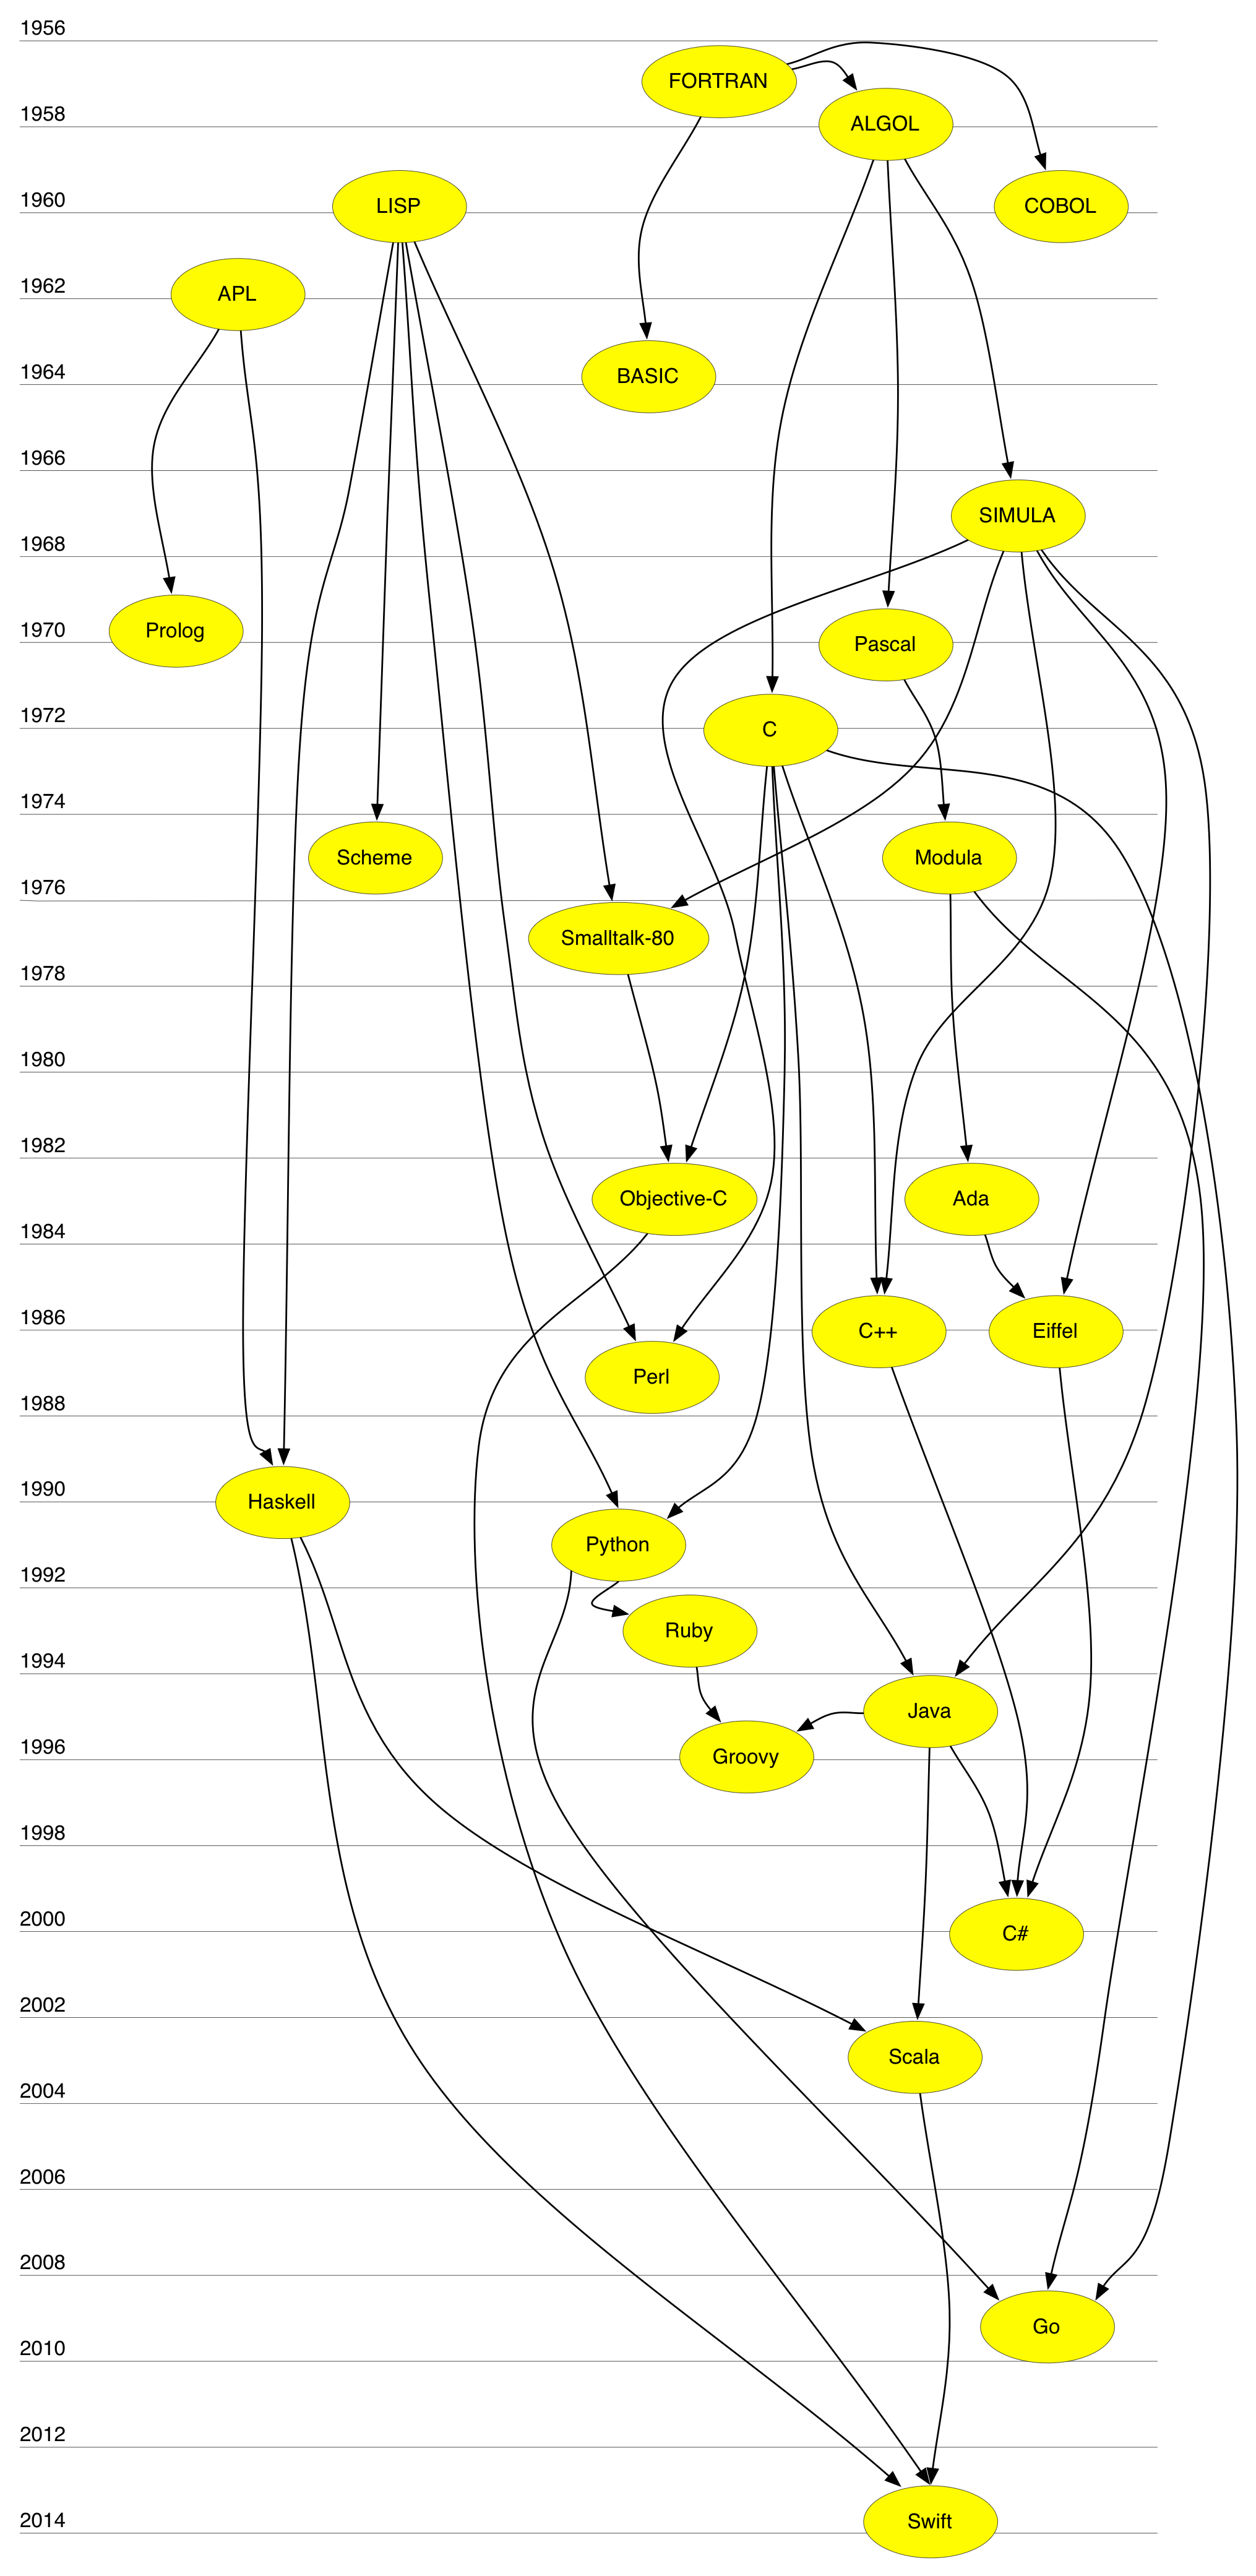 1956
FORTRAN
1958
ALGOL
1960
LISP
COBOL
1962
APL
1964
BASIC
1966
SIMULA
1968
1970
Prolog
Pascal
1972
C
1974
Scheme
Modula
1976
Smalltalk-80
1978
1980
1982
Objective-C
Ada
1984
1986
C++
Eiffel
Perl
1988
1990
Haskell
Python
1992
Ruby
1994
Java
1996
Groovy
1998
2000
C#
2002
Scala
2004
2006
2008
Go
2010
2012
2014
Swift